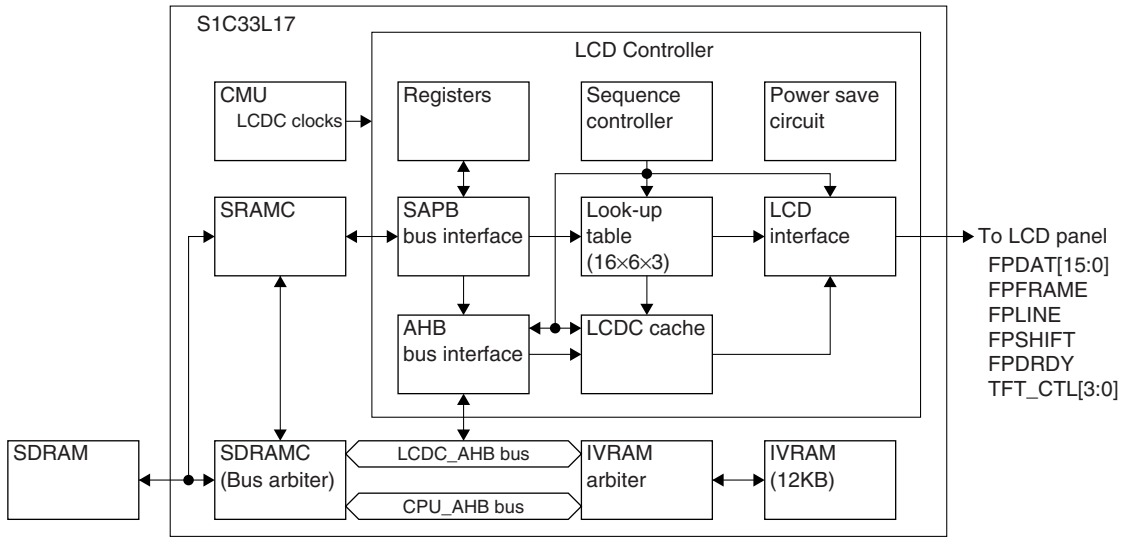 S1C33L17
LCD Controller
CMU
LCDC clocks
Registers
Sequence
controller
Power save
circuit
SRAMC
SAPB
bus interface
Look-up
table
(16×6×3)
LCD
interface
To LCD panel
FPDAT[15:0]
FPFRAME
FPLINE
FPSHIFT
FPDRDY
TFT_CTL[3:0]
AHB
bus interface
LCDC cache
SDRAM
SDRAMC
(Bus arbiter)
LCDC_AHB bus
CPU_AHB bus
IVRAM
arbiter
IVRAM
(12KB)